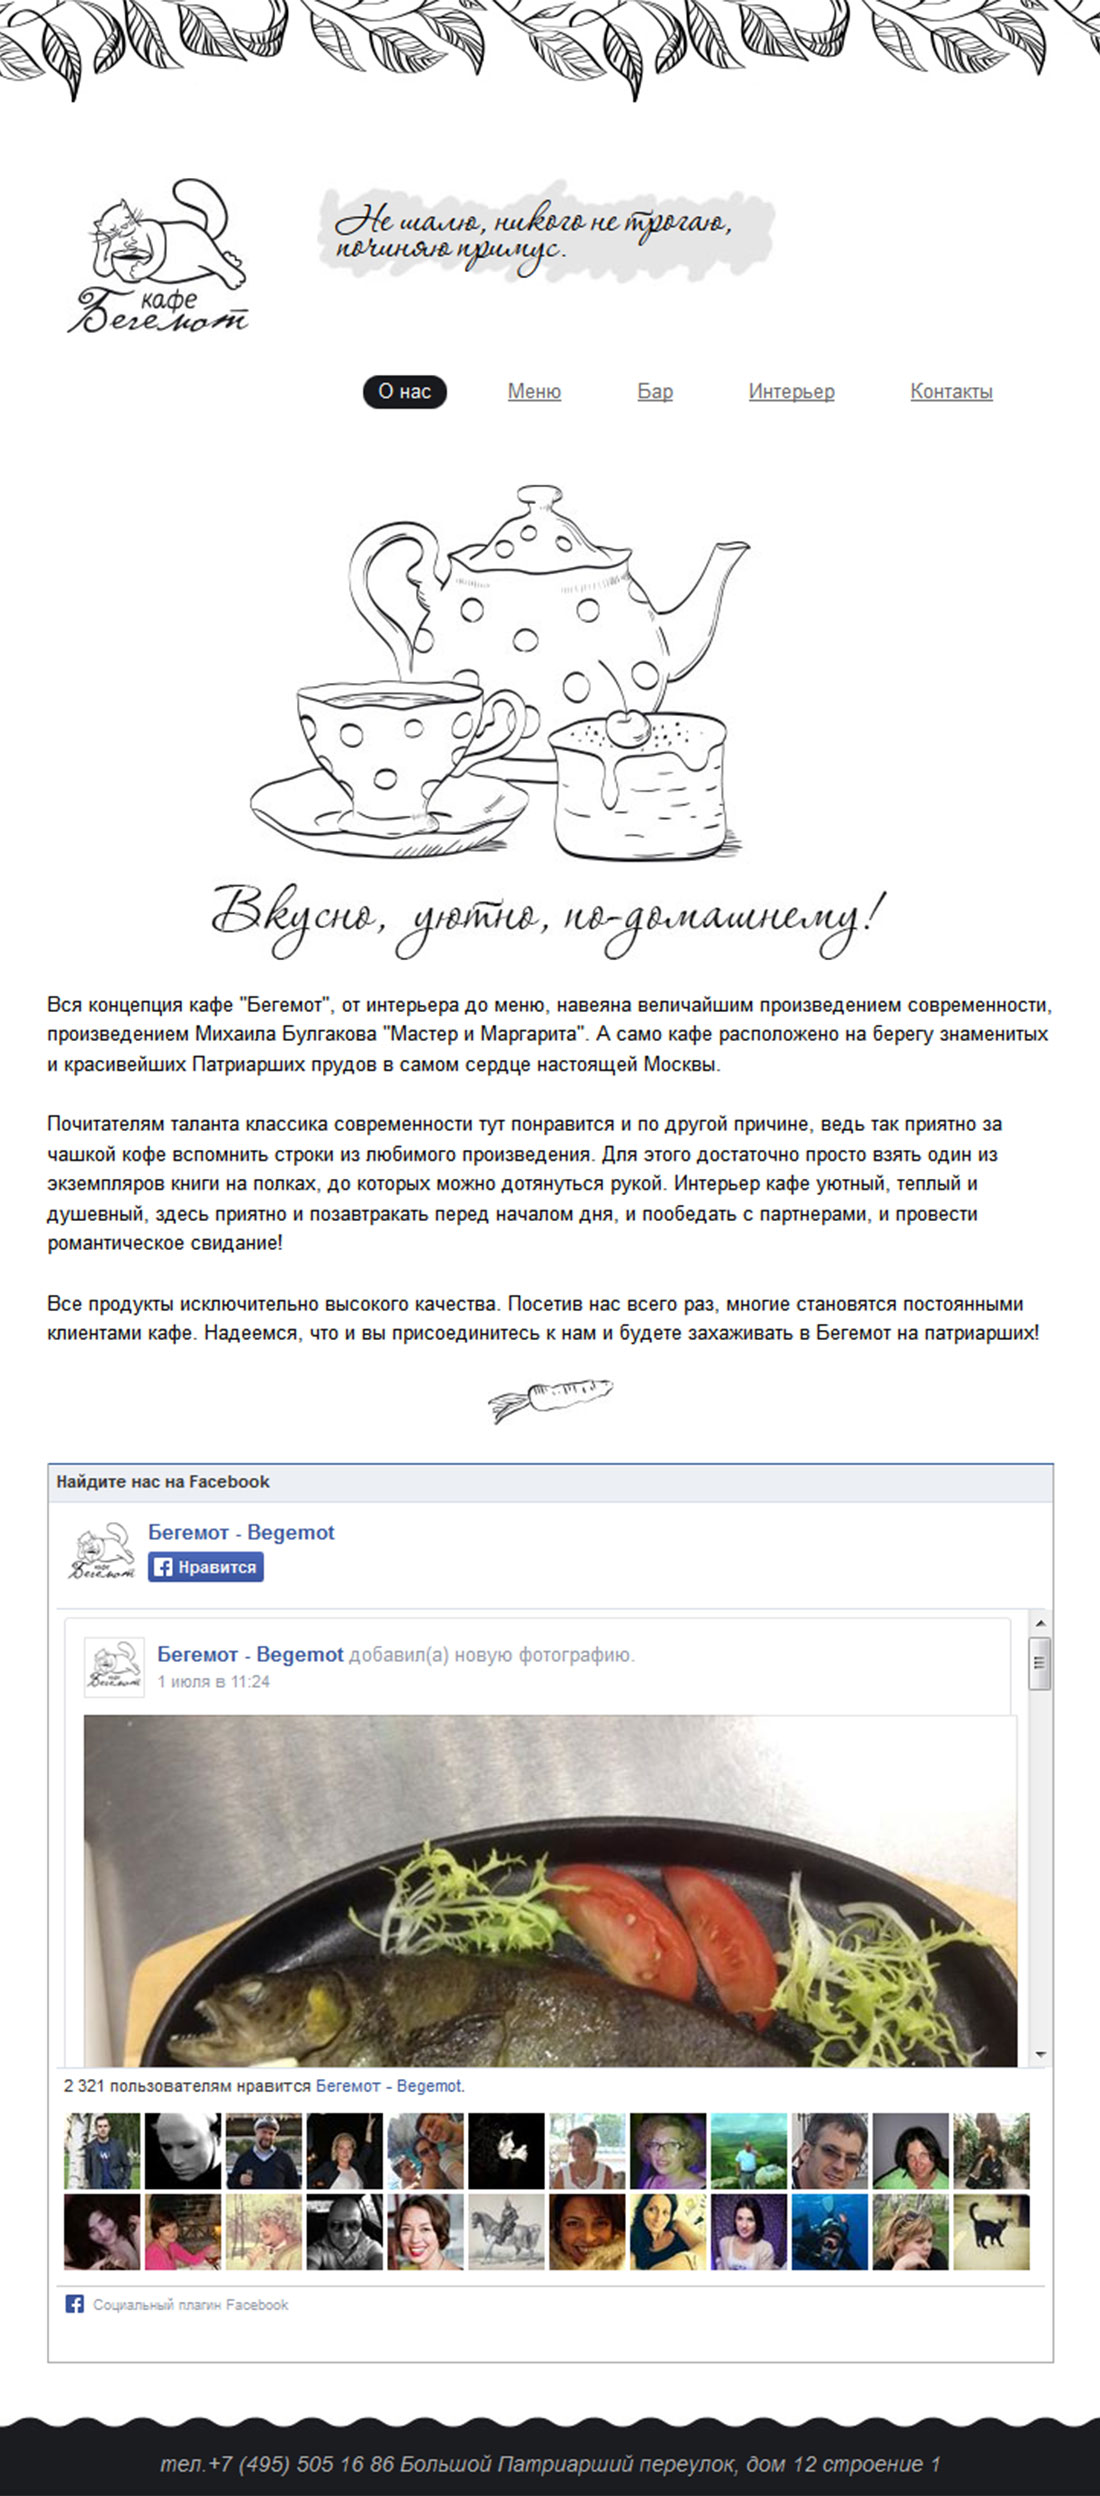 Не шалю, никого не трогаю,
починяю примус.
кафе
Бегемот
О нас Меню Бар Интерьер Контакты
Вкусно, уютно, по-домашнему!
Вся концепция кафе "Бегемот", от интерьера до меню, навеяна величайшим произведением современности,
произведением Михаила Булгакова "Мастер и Маргарита". А само кафе расположено на берегу знаменитых
и красивейших Патриарших прудов в самом сердце настоящей Москвы.
Почитателям таланта классика современности тут понравится и по другой причине, ведь так приятно за
чашкой кофе вспомнить строки из любимого произведения. Для этого достаточно просто взять один из
экземпляров книги на полках, до которых можно дотянуться рукой. Интерьер кафе уютный, теплый и
душевный, здесь приятно и позавтракать перед началом дня, и пообедать с партнерами, и провести
романтическое свидание!
Все продукты исключительно высокого качества. Посетив нас всего раз, многие становятся постоянными
клиентами кафе. Надеемся, что и вы присоединитесь к нам и будете захаживать в Бегемот на патриарших!
Найдите нас на Facebook
Бегемот - Begemot
кафе
Бегемот
Нравится
Бегемот - Begemot добавил(а) новую фотографию.
1 июля в 11:24
кафе
Бегемот
2 321 пользователям нравится Бегемот - Begemot.
Социальный плагин Facebook
тел.+7 (495) 505 16 86 Большой Патриарший переулок, дом 12 строение 1